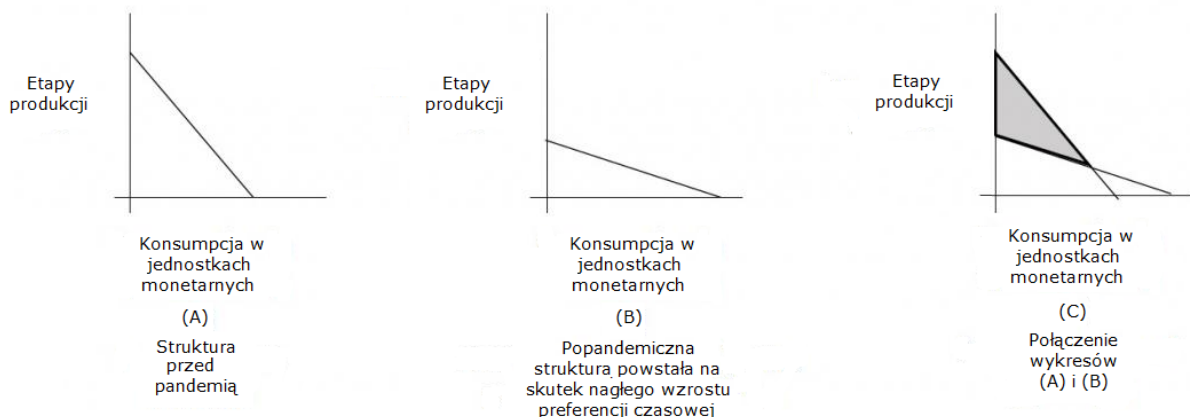 Etapy
produkcji
Konsumpcja w
jednostkach
monetarnych
(A)
Struktura
przed
pandemią
Etapy
produkcji
Konsumpcja w
jednostkach
monetarnych
(B)
Popandemiczna
struktura powstała na
skutek nagłego wzrostu
preferencji czasowej
Etapy
produkcji
Konsumpcja w
jednostkach
monetarnych
(C)
Połączenie
wykresów
(A) i (B)